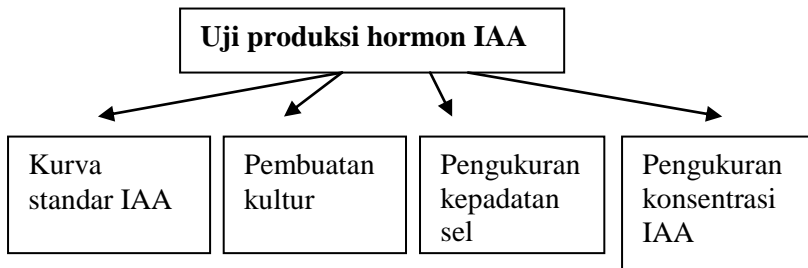 Uji produksi hormon IAA
Kurva
standar IAA
Pembuatan
kultur
Pengukuran
kepadatan
sel
Pengukuran
konsentrasi
IAA